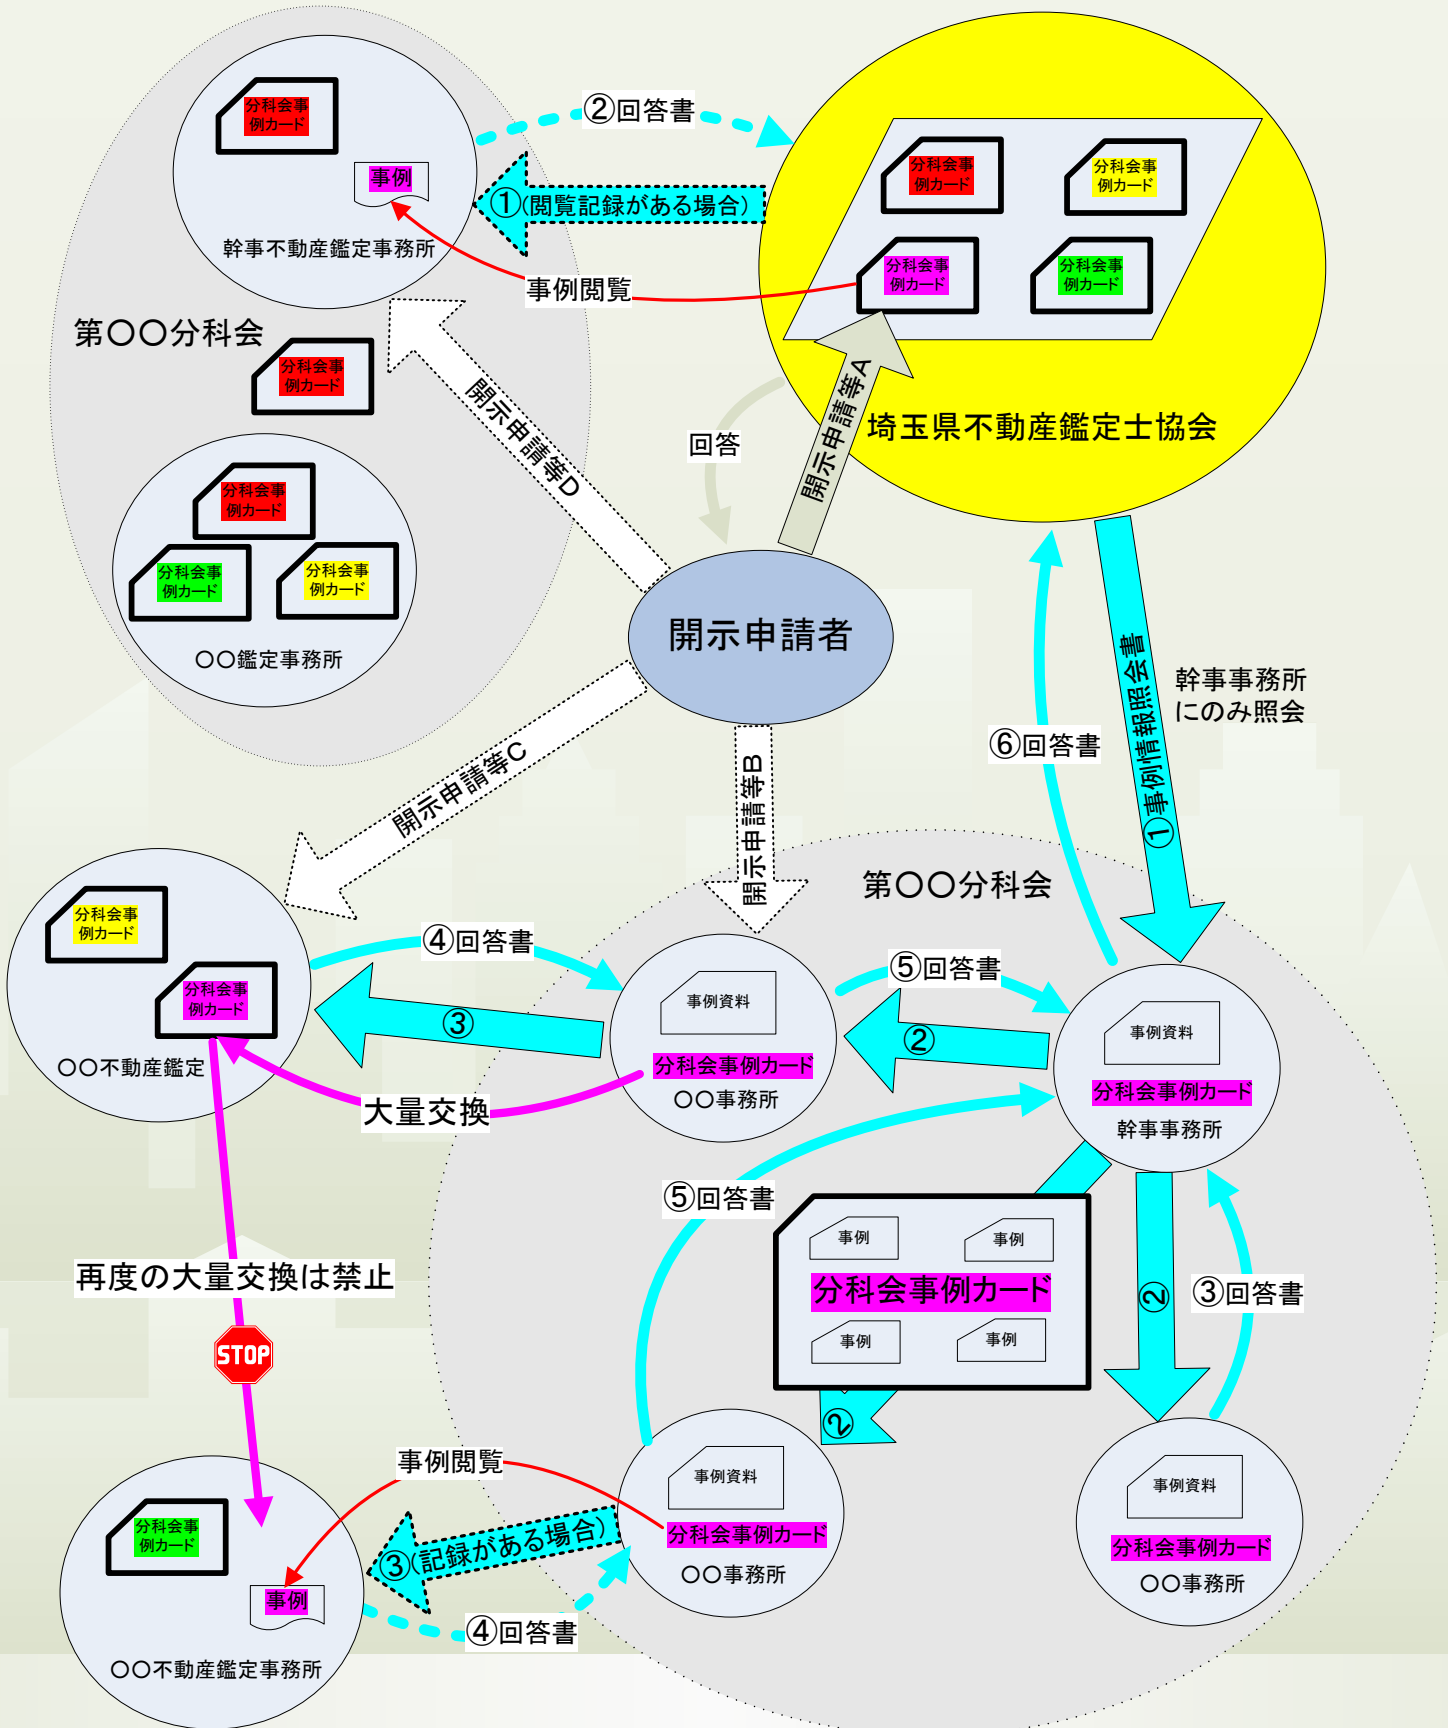 分科会事
例カード
事例
幹事不動産鑑定事務所
②回答書
①(閲覧記録がある場合)
事例閲覧
分科会事
例カード
分科会事
例カード
分科会事
例カード
分科会事
例カード
埼玉県不動産鑑定士協会
第〇〇分科会
分科会事
例カード
分科会事
例カード
分科会事
例カード
分科会事
例カード
〇〇鑑定事務所
開示申請等D
回答
開示申請等A
開示申請者
開示申請等C
開示申請等B
⑥回答書
①事例情報照会書
幹事事務所
にのみ照会
第〇〇分科会
分科会事
例カード
分科会事
例カード
〇〇不動産鑑定
④回答書
③
大量交換
事例資料
分科会事例カード
〇〇事務所
⑤回答書
②
事例資料
分科会事例カード
幹事事務所
⑤回答書
事例
事例
分科会事例カード
事例
事例
②
③回答書
②
再度の大量交換は禁止
STOP
事例閲覧
分科会事
例カード
事例
〇〇不動産鑑定事務所
③(記録がある場合)
④回答書
事例資料
分科会事例カード
〇〇事務所
事例資料
分科会事例カード
〇〇事務所